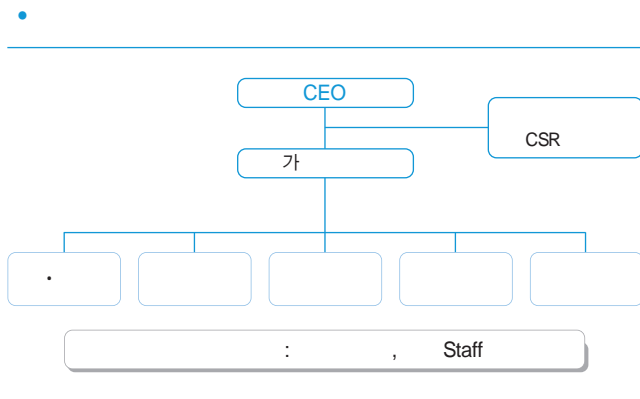 •
CEO
CSR
가
•
: , Staff